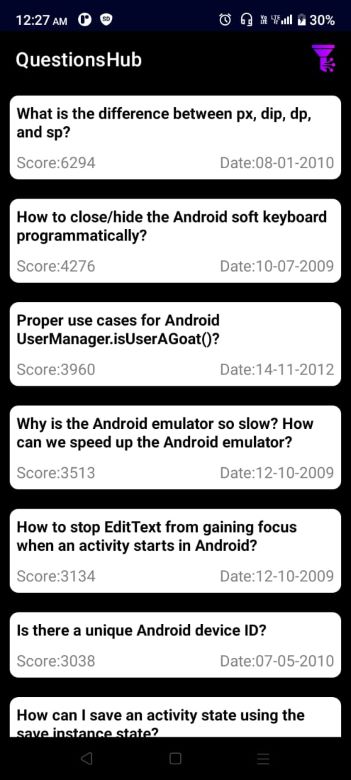 12:27 AM 30%
QuestionsHub
What is the difference between px, dip, dp,
and sp?
Score:6294 Date:08-01-2010
How to close/hide the Android soft keyboard
programmatically?
Score:4276 Date:10-07-2009
Proper use cases for Android
UserManager.isUserAGoat()?
Score:3960 Date:14-11-2012
Why is the Android emulator so slow? How
can we speed up the Android emulator?
Score:3513 Date:12-10-2009
How to stop EditText from gaining focus
when an activity starts in Android?
Score:3134 Date:12-10-2009
Is there a unique Android device ID?
Score:3038 Date:07-05-2010
How can I save an activity state using the
save instance state?